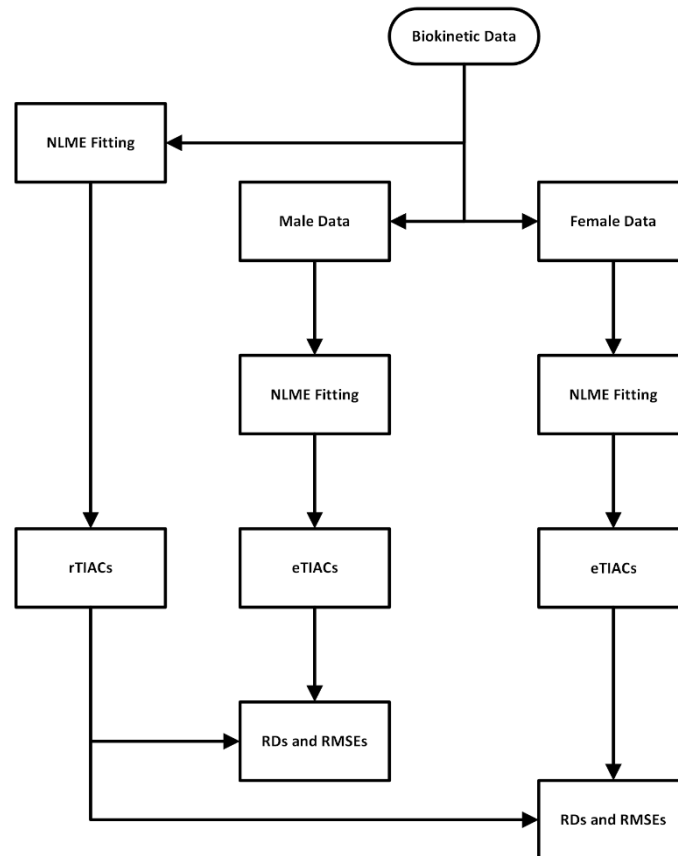 Biokinetic Data
NLME Fitting
Male Data
Female Data
NLME Fitting
NLME Fitting
rTIACs
eTIACs
eTIACs
RDs and RMSEs
RDs and RMSEs